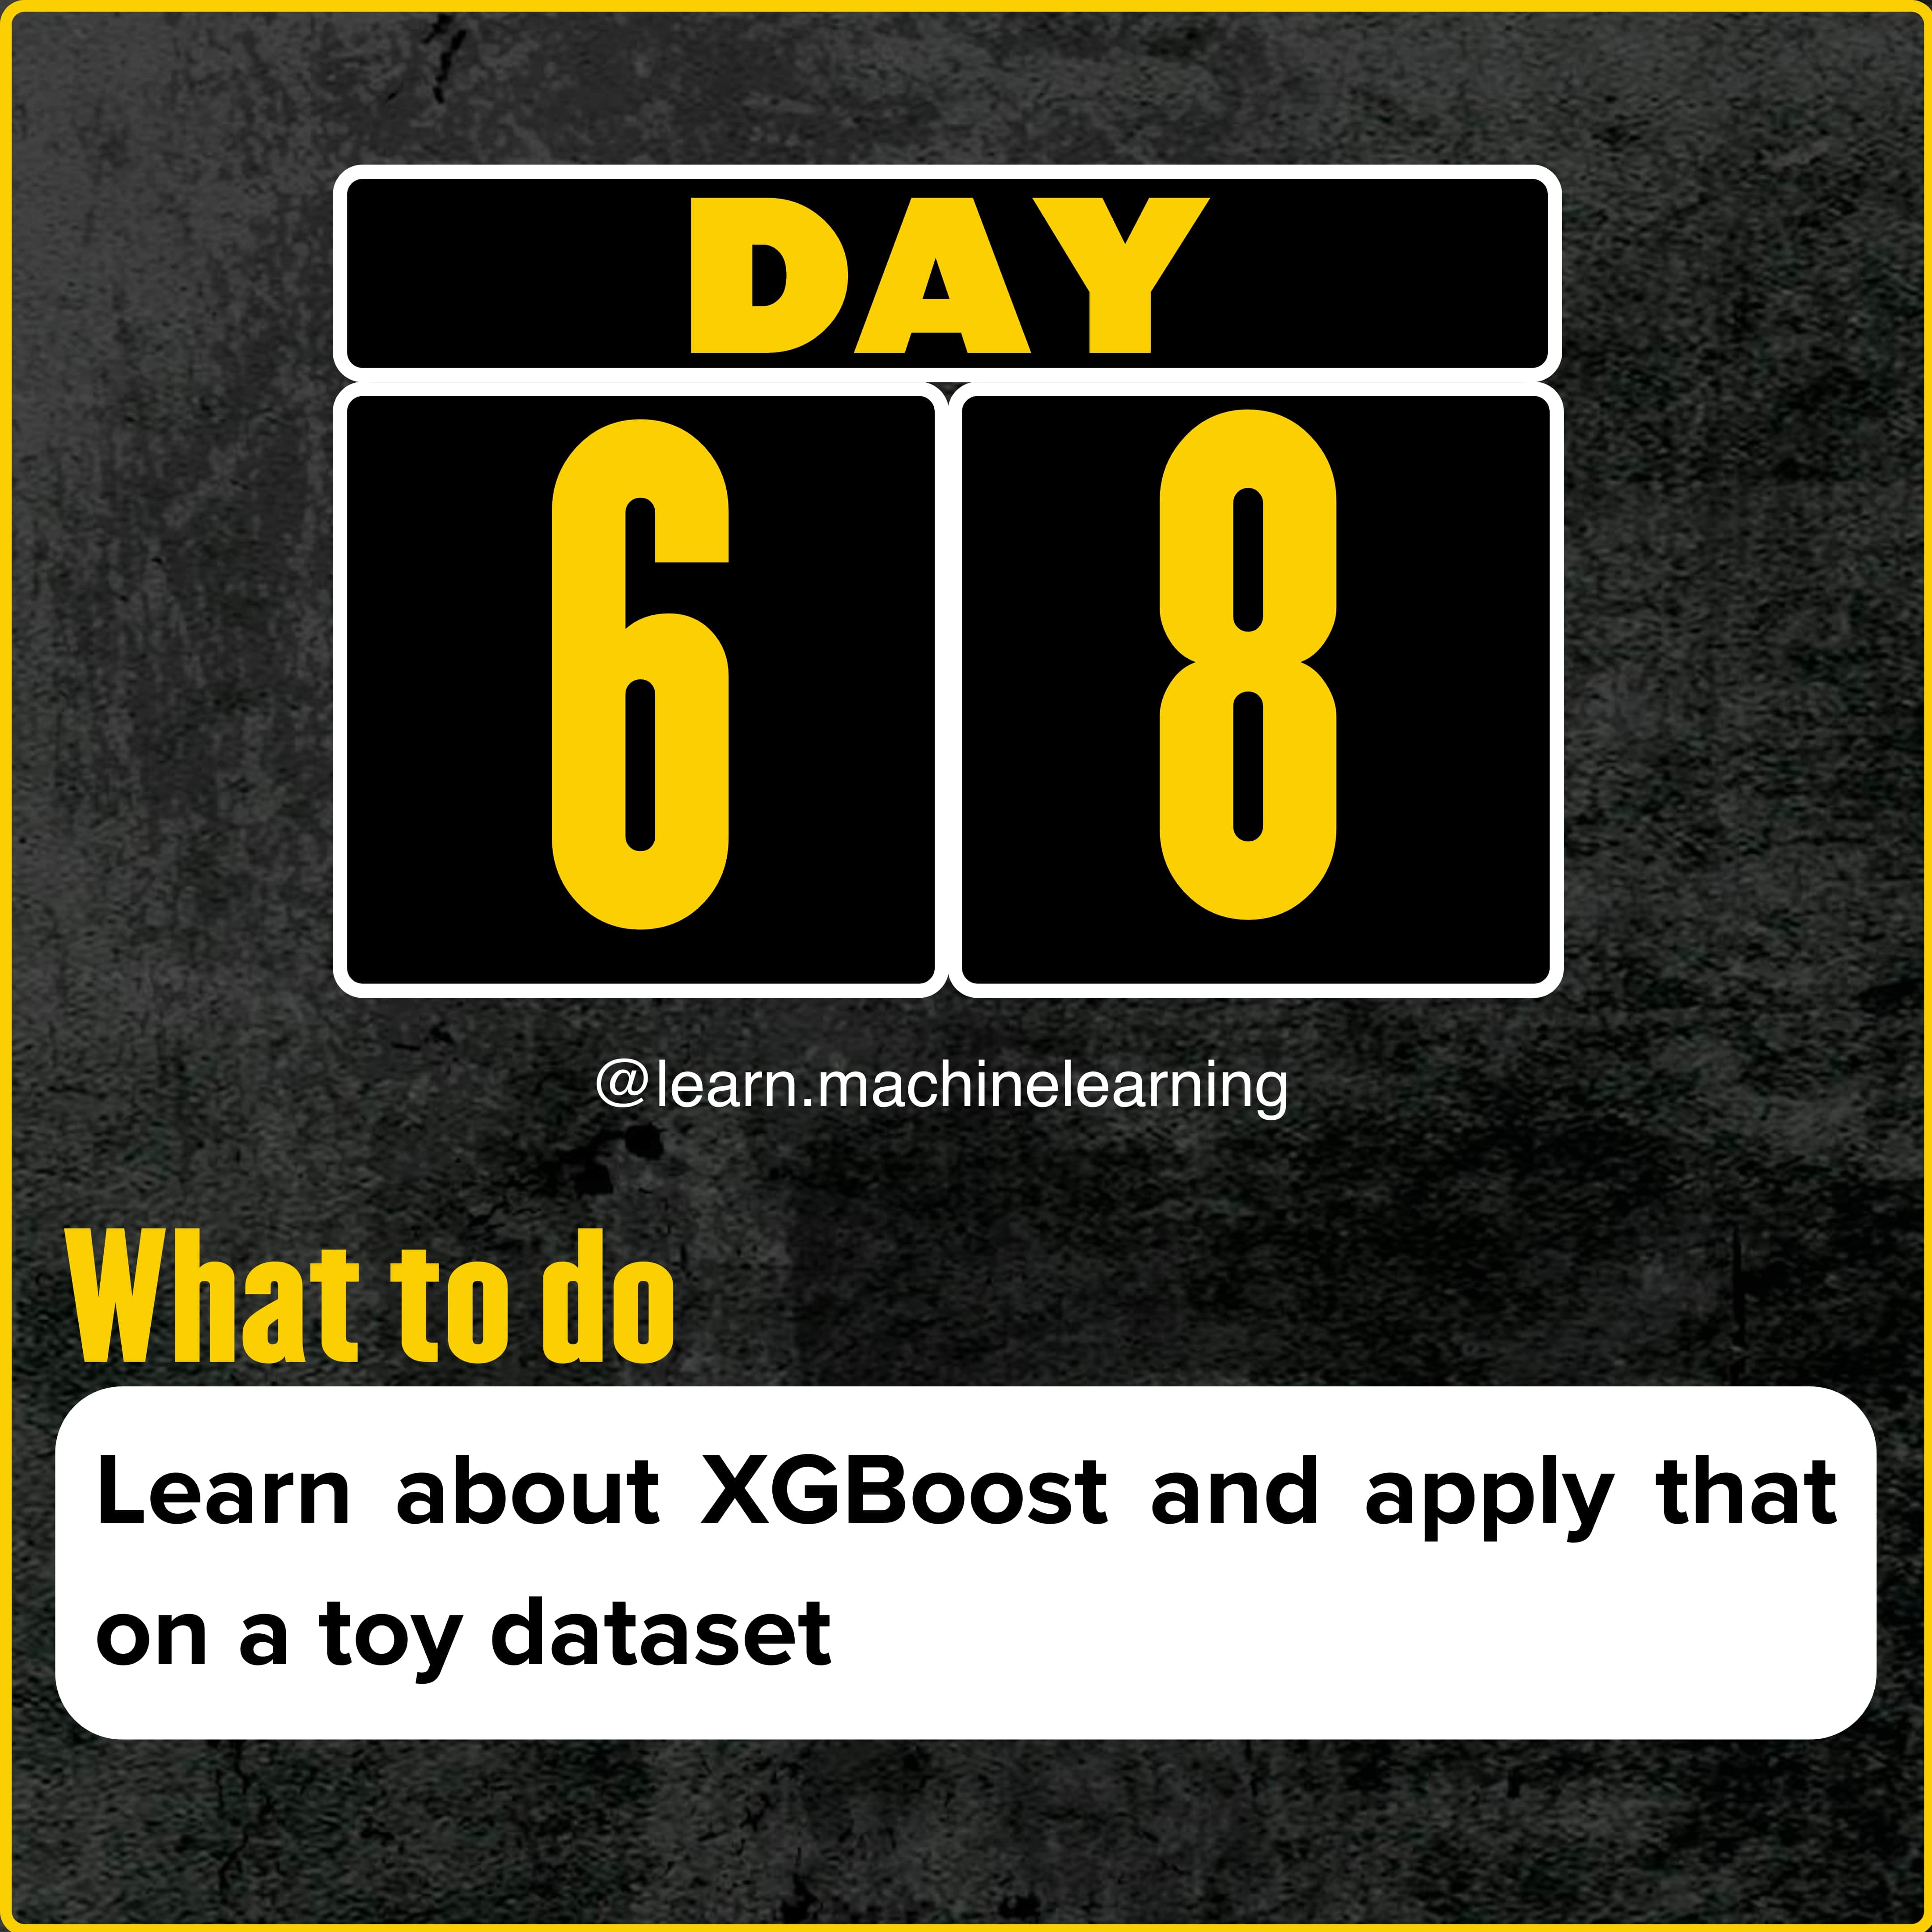 DAY
6 8
@learn.machinelearning
What to do
Learn about XGBoost and apply that
on a toy dataset